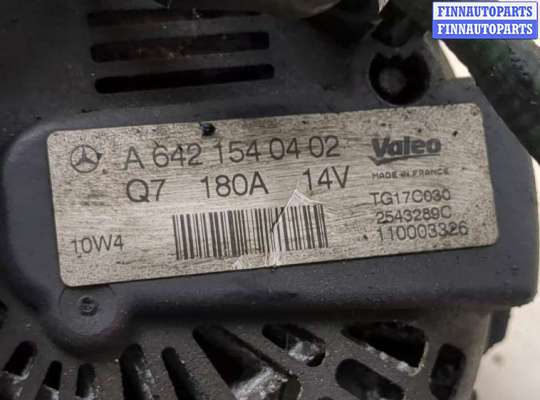 FINNAUTOPARTS
FINNAUTOPARTS
A 642 154 04 02
Valeo
MADE IN FRANCE
Q7 180A 14V
TG17C030
2543289C
10W4
110003326